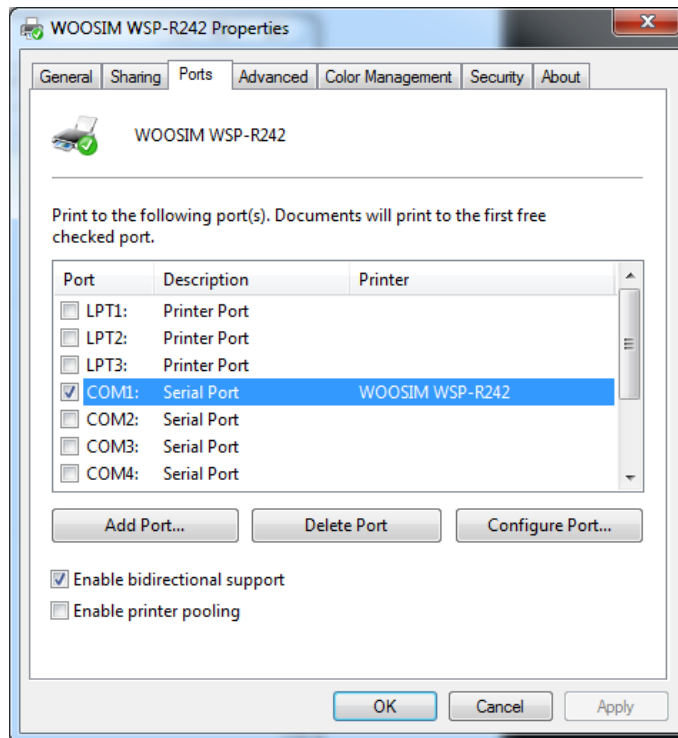 WOOSIM WSP-R242 Properties
General Sharing Ports Advanced Color Management Security About
WOOSIM WSP-R242
Print to the following port(s). Documents will print to the first free
checked port.
Port Description Printer
LPT1: Printer Port
LPT2: Printer Port
LPT3: Printer Port
COM1: Serial Port WOOSIM WSP-R242
COM2: Serial Port
COM3: Serial Port
COM4: Serial Port
Add Port... Delete Port Configure Port...
Enable bidirectional support
Enable printer pooling
OK Cancel Apply